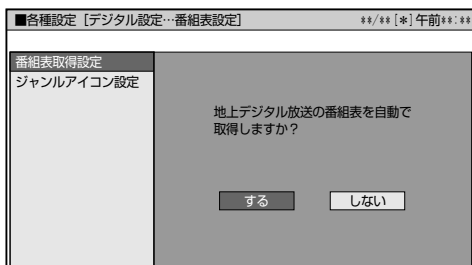 ■各種設定［デジタル設定…番組表設定］ **/**[*]午前**:**
番組表取得設定
ジャンルアイコン設定
地上デジタル放送の番組表を自動で
取得しますか？
する しない